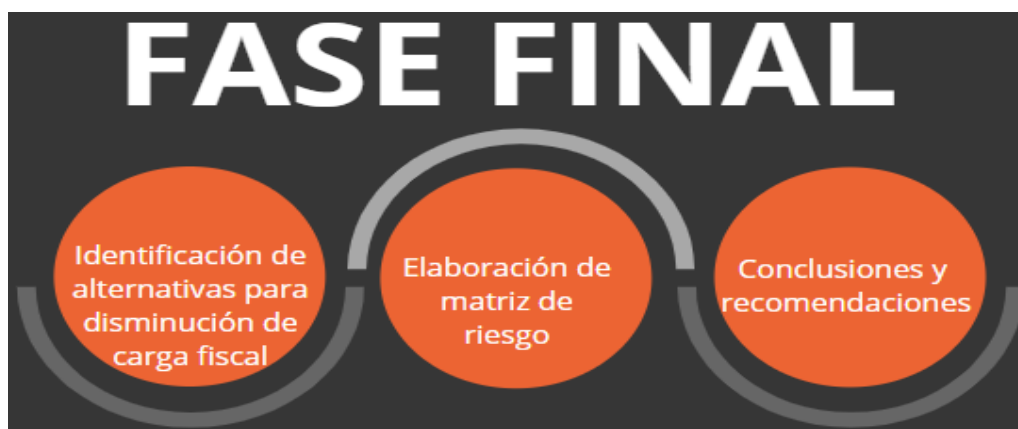 FASE FINAL
Identificación de
alternativas para
disminución de
carga fiscal
Elaboración de
matriz de
riesgo
Conclusiones y
recomendaciones